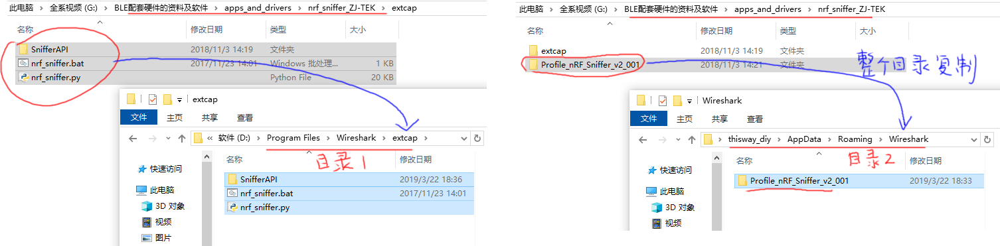 此电脑 › 全系视频 (G:) › BLE配套硬件的资料及软件 › apps_and_drivers › nrf_sniffer_ZJ-TEK › extcap
名称 修改日期 类型 大小
SnifferAPI 2018/11/3 14:19 文件夹
nrf_sniffer.bat 2017/11/23 14:01 Windows 批处理... 1 KB
nrf_sniffer.py Python File 20 KB
extcap
文件 主页 共享 查看
« 软件 (D:) › Program Files › Wireshark › extcap ›
目录1
名称 修改日期
快速访问
此电脑
3D 对象
视频
图片
SnifferAPI 2019/3/22 18:36
nrf_sniffer.bat 2017/11/23 14:01
nrf_sniffer.py
此电脑 › 全系视频 (G:) › BLE配套硬件的资料及软件 › apps_and_drivers › nrf_sniffer_ZJ-TEK
名称 修改日期 类型 大小
extcap 2018/11/3 14:19 文件夹
Profile_nRF_Sniffer_v2_001 2018/11/3 14:21 文件夹
整个目录复制
Wireshark
文件 主页 共享 查看
› thisway_diy › AppData › Roaming › Wireshark
目录2
名称 修改日期
快速访问
此电脑
3D 对象
视频
Profile_nRF_Sniffer_v2_001 2019/3/22 18:33